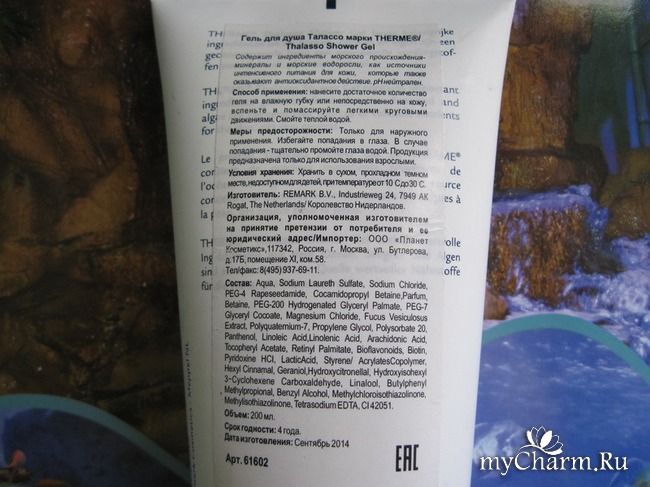 Гель для душа Талассо марки THERME®/
Thalasso Shower Gel
Содержит ингредиенты морского происхождения-
минералы и морские водоросли, как источники
интенсивного питания для кожи, которые также
оказывают антиоксидантное действие. pH нейтрален.
Способ применения: нанесите достаточное количество
геля на влажную губку или непосредственно на кожу,
вспеньте и помассируйте легкими круговыми
движениями. Смойте теплой водой.
Меры предосторожности: Только для наружного
применения. Избегайте попадания в глаза. В случае
попадания - тщательно промойте глаза водой. Продукция
предназначена только для использования взрослыми.
Условия хранения: Хранить в сухом, прохладном темном
месте, недоступном для детей, при температуре от 10 С до 30 С.
Изготовитель: REMARK B.V., Industrieweg 24, 7949 AK
Rogat, The Netherlands/ Королевство Нидерландов.
Организация, уполномоченная изготовителем
на принятие претензии от потребителя и ее
юридический адрес/Импортер: ООО «Планет
Косметикс»,117342, Россия, г. Москва, ул. Бутлерова,
д.17Б, помещение XI, ком.58.
Тел/факс: 8(495) 937-69-11.
Состав: Aqua, Sodium Laureth Sulfate, Sodium Chloride,
PEG-4 Rapeseedamide, Cocamidopropyl Betaine,Parfum,
Betaine, PEG-200 Hydrogenated Glyceryl Palmate, PEG-7
Glyceryl Cocoate, Magnesium Chloride, Fucus Vesiculosus
Extract, Polyquaternium-7, Propylene Glycol, Polysorbate 20,
Panthenol, Linoleic Acid,Linolenic Acid, Arachidonic Acid,
Tocopheryl Acetate, Retinyl Palmitate, Bioflavonoids, Biotin,
Pyridoxine HCI, LacticAcid, Styrene/ AcrylatesCopolymer,
Hexyl Cinnamal, Geraniol,Hydroxycitronellal, Hydroxyisohexyl
3-Cyclohexene Carboxaldehyde, Linalool, Butylphenyl
Methylpropional, Benzyl Alcohol, Methylchloroisothiazolinone,
Methylisothiazolinone, Tetrasodium EDTA, CI 42051.
Объем: 200 мл.
Срок годности: 4 года.
Дата изготовления: Сентябрь 2014
Арт. 61602
EAC
myCharm.Ru